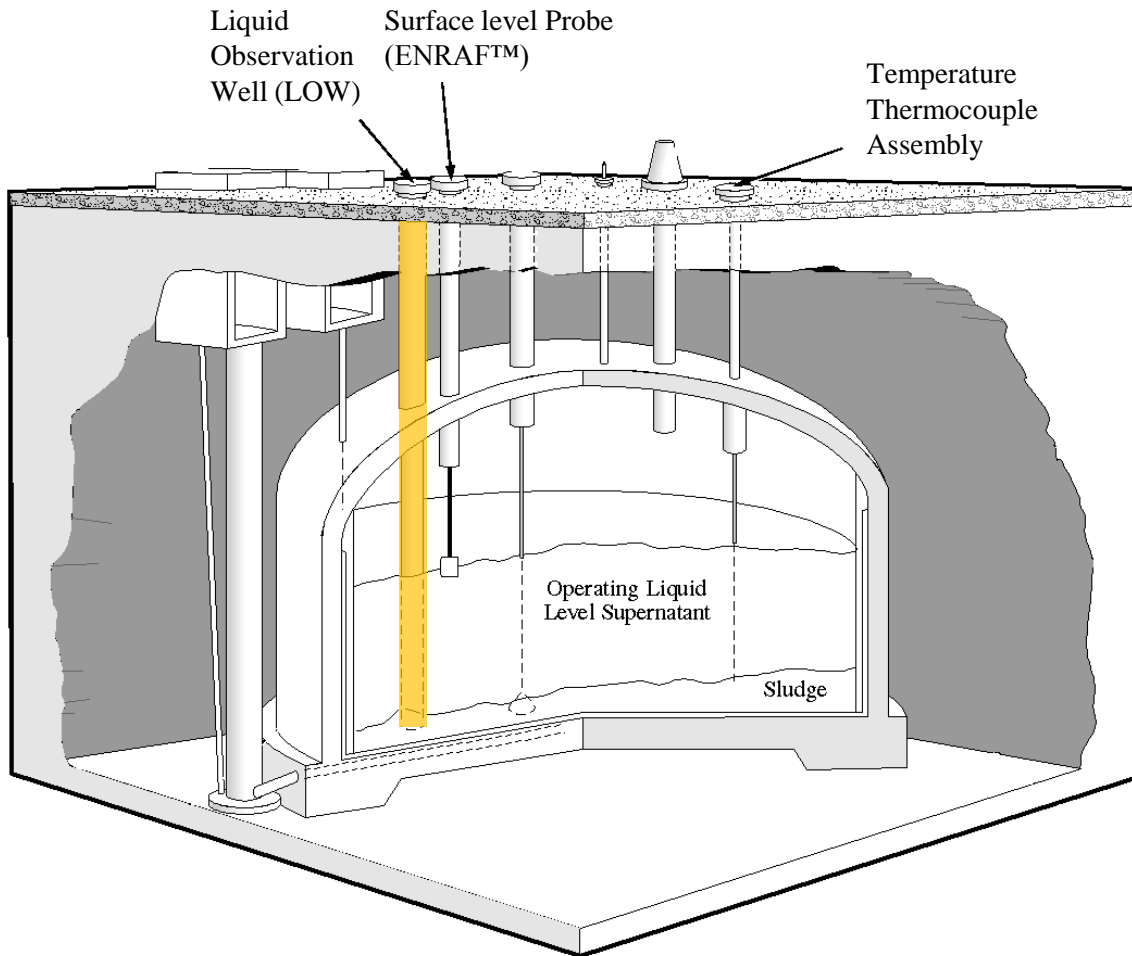 Liquid
Observation
Well (LOW)
Surface level Probe
(ENRAF™)
Temperature
Thermocouple
Assembly
Operating Liquid
Level Supernatant
Sludge